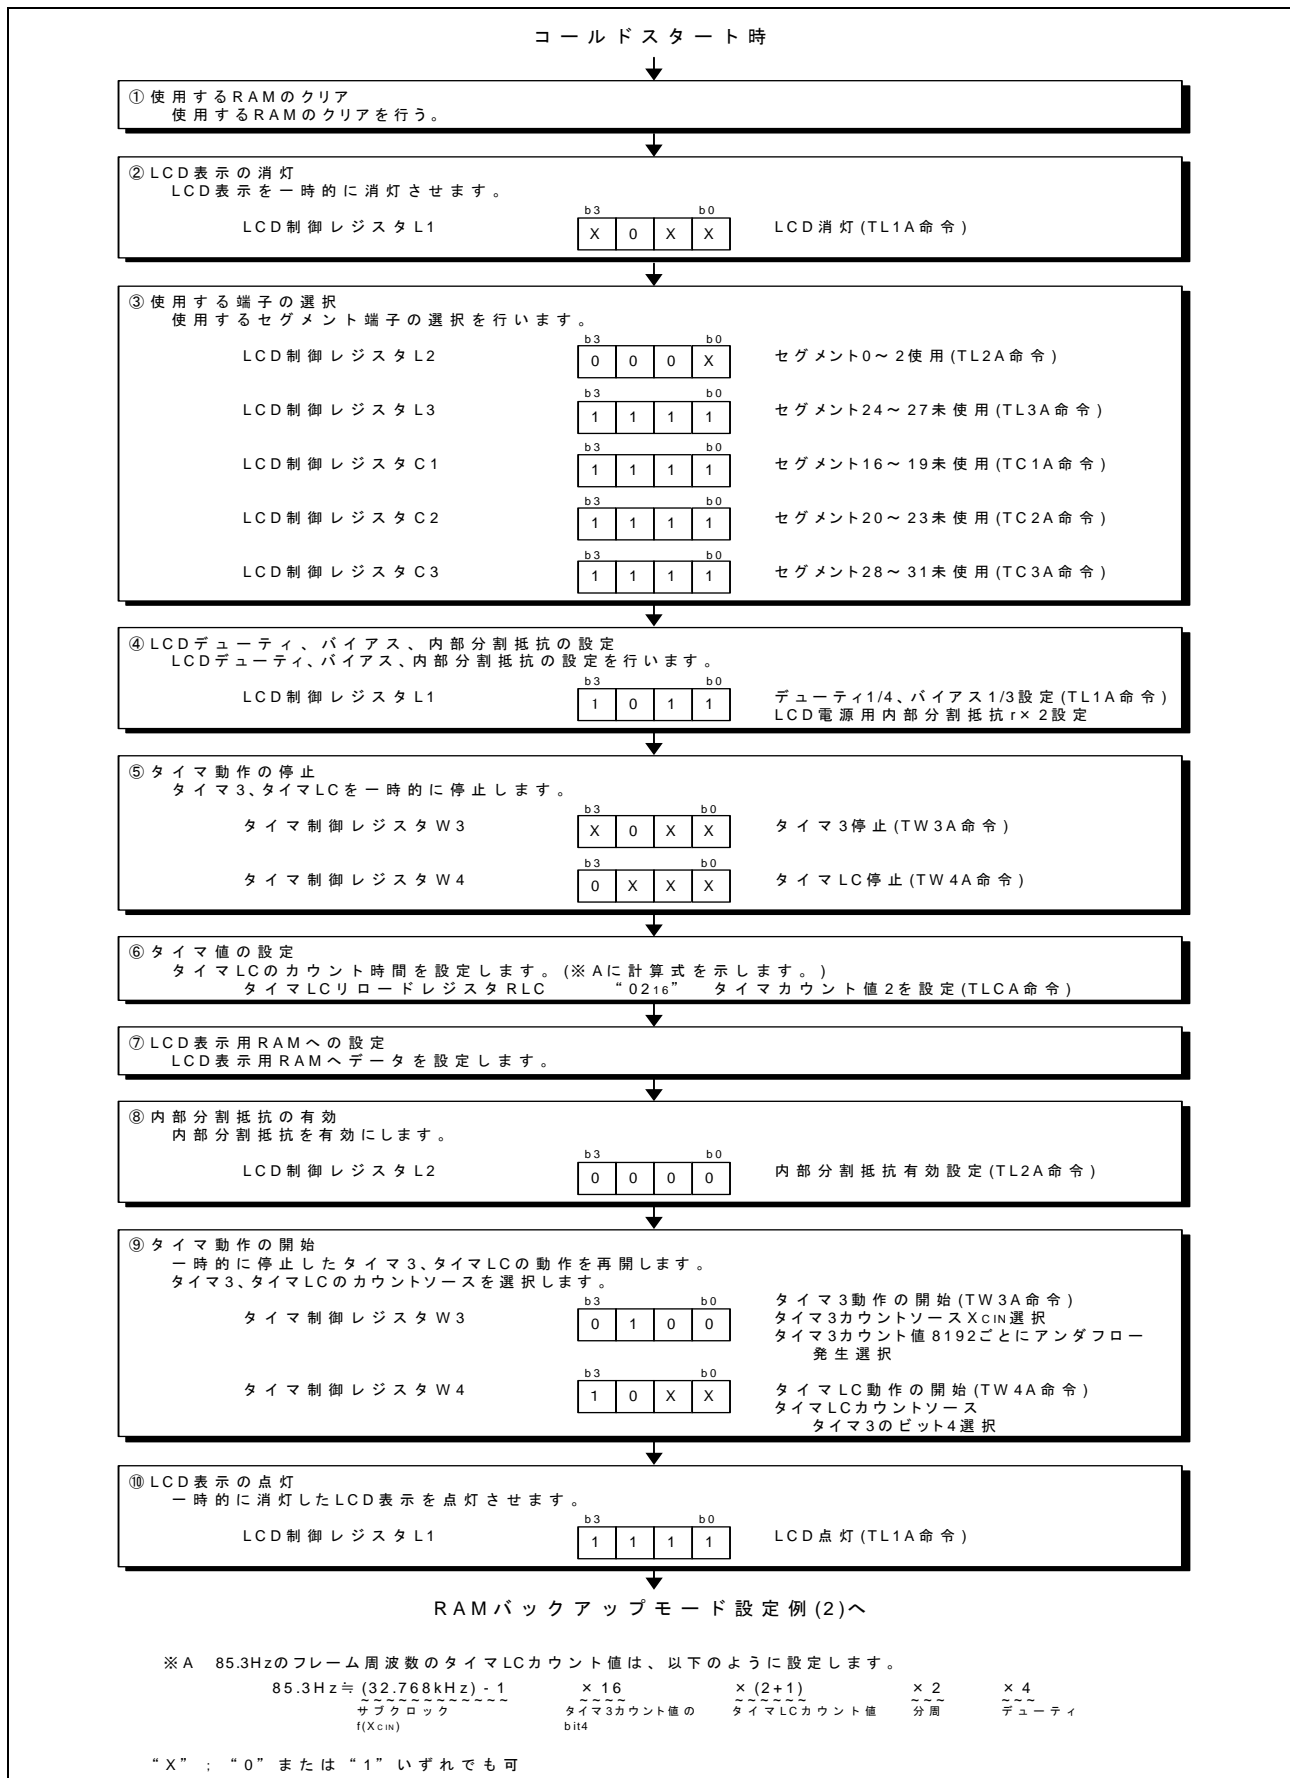 コールドスタート時
①使用するRAMのクリア
使用するRAMのクリアを行う。
②LCD表示の消灯
LCD表示を一時的に消灯させます。
b3 b0
LCD制御レジスタL1 X 0 X X LCD消灯(TL1A命令)
③使用する端子の選択
使用するセグメント端子の選択を行います。
b3 b0
LCD制御レジスタL2 0 0 0 X セグメント0～2使用(TL2A命令)
b3 b0
LCD制御レジスタL3 1 1 1 1 セグメント24～27未使用(TL3A命令)
b3 b0
LCD制御レジスタC1 1 1 1 1 セグメント16～19未使用(TC1A命令)
b3 b0
LCD制御レジスタC2 1 1 1 1 セグメント20～23未使用(TC2A命令)
b3 b0
LCD制御レジスタC3 1 1 1 1 セグメント28～31未使用(TC3A命令)
④LCDデューティ、バイアス、内部分割抵抗の設定
LCDデューティ、バイアス、内部分割抵抗の設定を行います。
b3 b0
LCD制御レジスタL1 1 0 1 1 デューティ1/4、バイアス1/3設定(TL1A命令)
LCD電源用内部分割抵抗r×2設定
⑤タイマ動作の停止
タイマ3、タイマLCを一時的に停止します。
b3 b0
タイマ制御レジスタW3 X 0 X X タイマ3停止(TW3A命令)
b3 b0
タイマ制御レジスタW4 0 X X X タイマLC停止(TW4A命令)
⑥タイマ値の設定
タイマLCのカウント時間を設定します。(※Aに計算式を示します。)
タイマLCリロードレジスタRLC “0216” タイマカウント値2を設定(TLCA命令)
⑦LCD表示用RAMへの設定
LCD表示用RAMへデータを設定します。
⑧内部分割抵抗の有効
内部分割抵抗を有効にします。
b3 b0
LCD制御レジスタL2 0 0 0 0 内部分割抵抗有効設定(TL2A命令)
⑨タイマ動作の開始
一時的に停止したタイマ3、タイマLCの動作を再開します。
タイマ3、タイマLCのカウントソースを選択します。
b3 b0 タイマ3動作の開始(TW3A命令)
タイマ制御レジスタW3 0 1 0 0 タイマ3カウントソースXCIN選択
タイマ3カウント値8192ごとにアンダフロー
発生選択
b3 b0
タイマ制御レジスタW4 1 0 X X タイマLC動作の開始(TW4A命令)
タイマLCカウントソース
タイマ3のビット4選択
⑩LCD表示の点灯
一時的に消灯したLCD表示を点灯させます。
b3 b0
LCD制御レジスタL1 1 1 1 1 LCD点灯(TL1A命令)
RAMバックアップモード設定例(2)へ
※A 85.3Hzのフレーム周波数のタイマLCカウント値は、以下のように設定します。
85.3Hz≒(32.768kHz)-1 ×16 ×(2+1) ×2 ×4
サブクロック タイマ3カウント値の タイマLCカウント値 分周 デューティ
f(XCIN) bit4
“X”；“0”または“1”いずれでも可